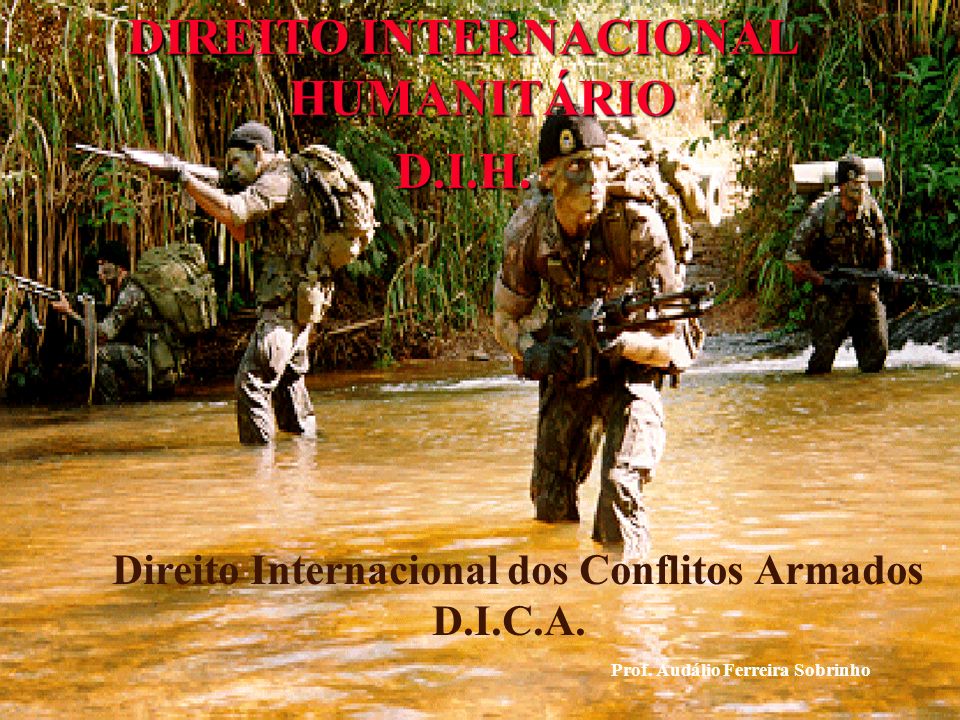 DIREITO INTERNACIONAL
HUMANITÁRIO
D.I.H.
Direito Internacional dos Conflitos Armados
D.I.C.A.
Prof. Audálio Ferreira Sobrinho